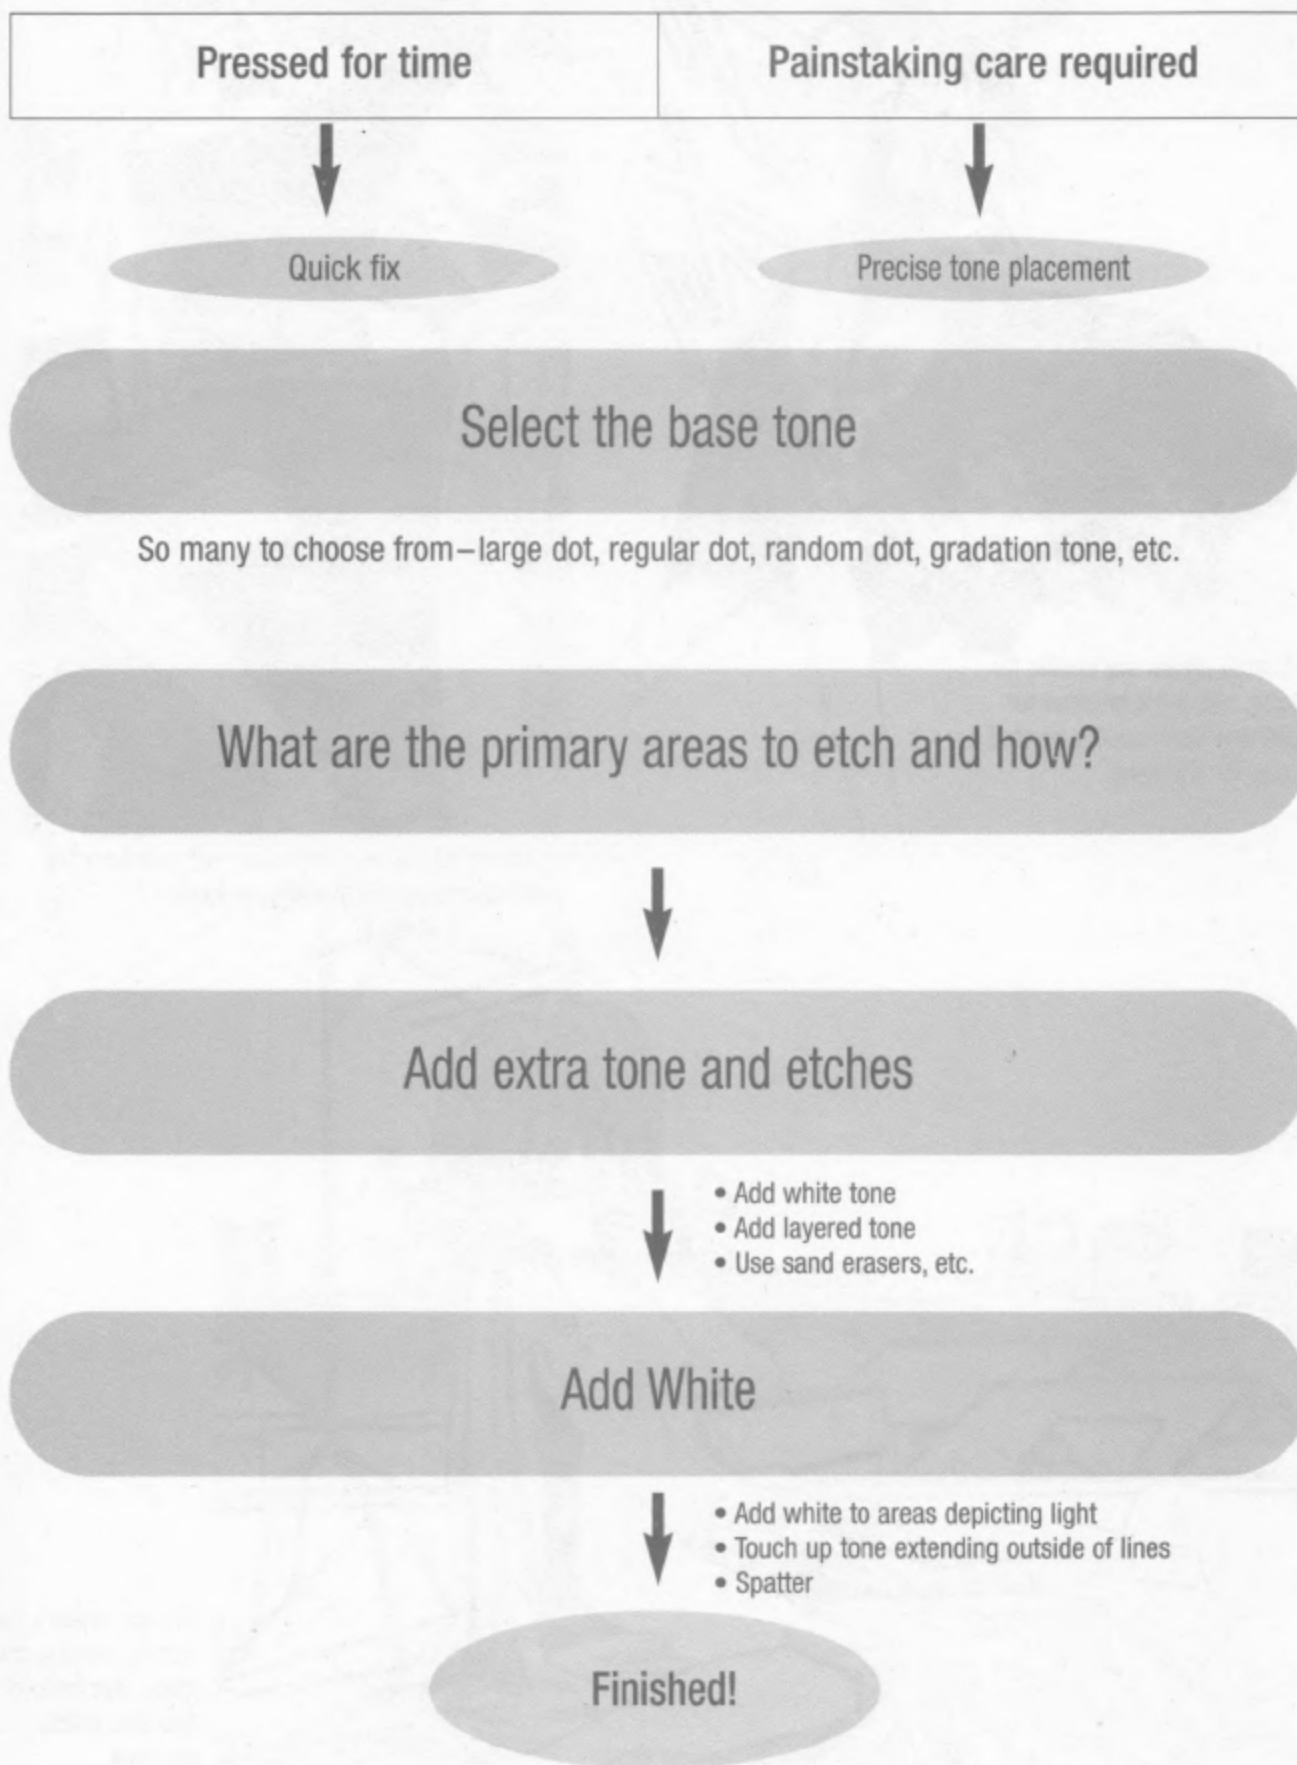 Pressed for time
Painstaking care required
Quick fix
Precise tone placement
Select the base tone
So many to choose from–large dot, regular dot, random dot, gradation tone, etc.
What are the primary areas to etch and how?
Add extra tone and etches
• Add white tone
• Add layered tone
• Use sand erasers, etc.
Add White
• Add white to areas depicting light
• Touch up tone extending outside of lines
• Spatter
Finished!